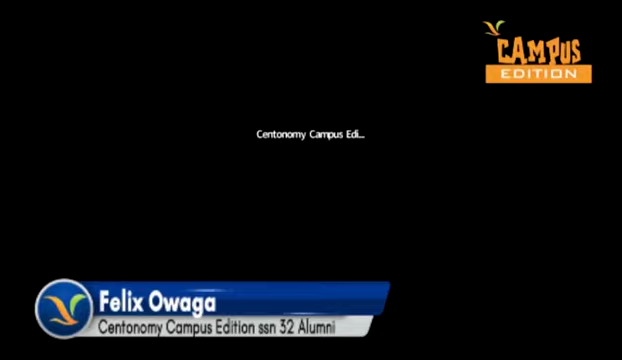 CAMPUS
EDITION
Centonomy Campus Edi...
Felix Owaga
Centonomy Campus Edition ssn 32 Alumni